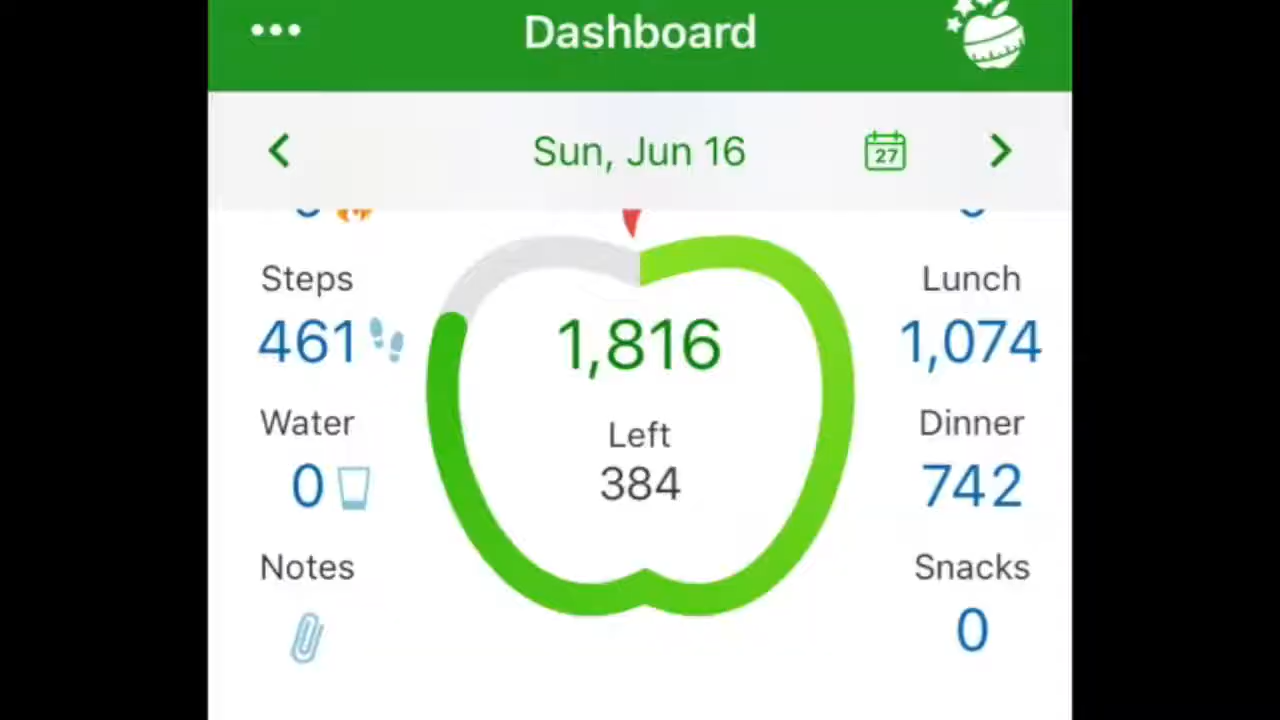 Dashboard
Sun, Jun 16
27
Steps
461
Water
0
Notes
1,816
Left
384
Lunch
1,074
Dinner
742
Snacks
0